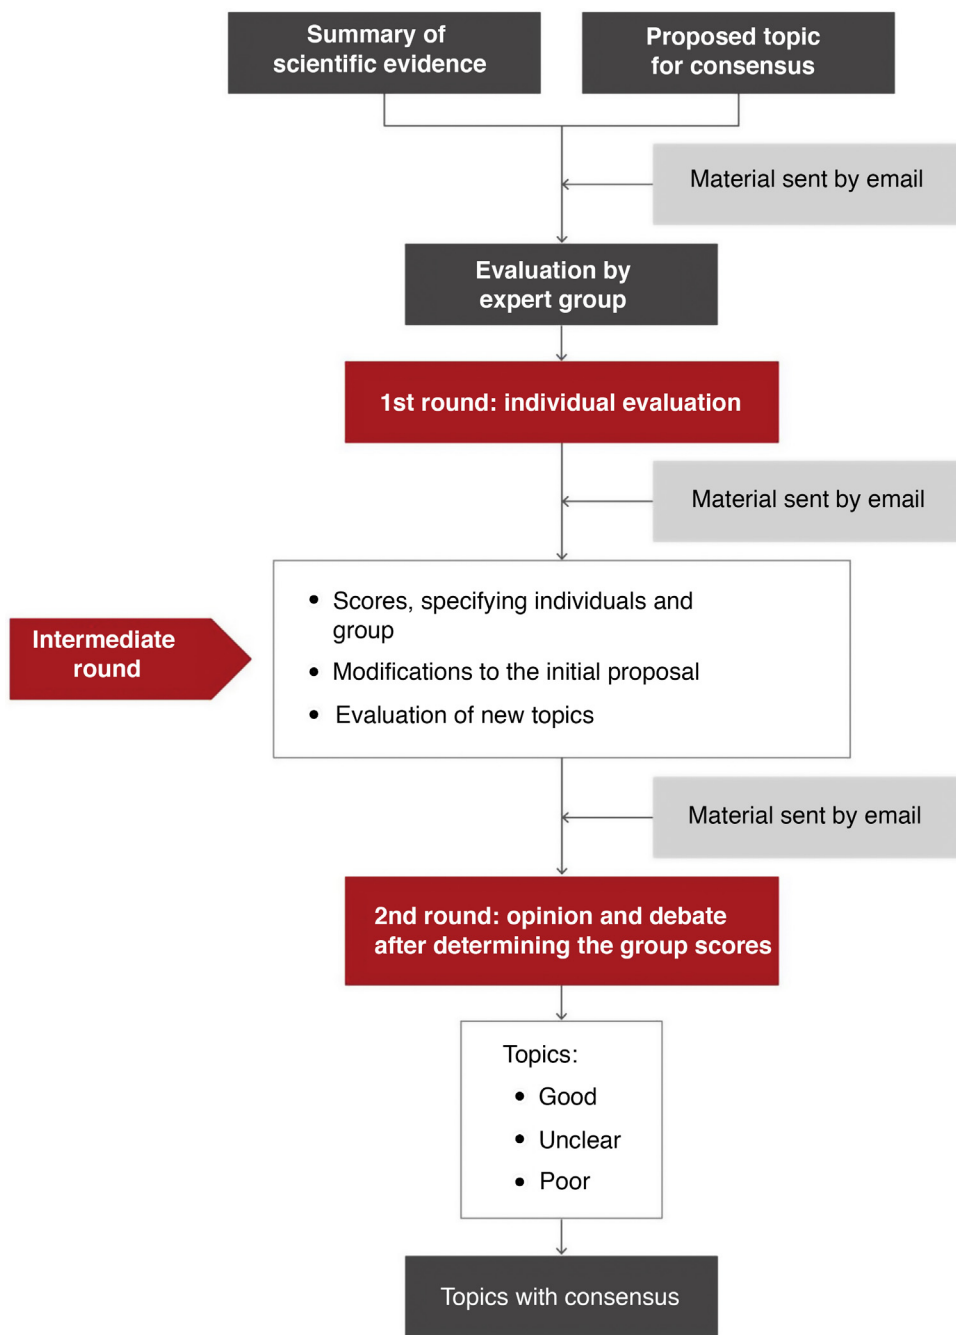 Summary of
scientific evidence
Proposed topic
for consensus
Material sent by email
Evaluation by
expert group
1st round: individual evaluation
Material sent by email
Intermediate
round
• Scores, specifying individuals and
group
• Modifications to the initial proposal
• Evaluation of new topics
Material sent by email
2nd round: opinion and debate
after determining the group scores
Topics:
• Good
• Unclear
• Poor
Topics with consensus